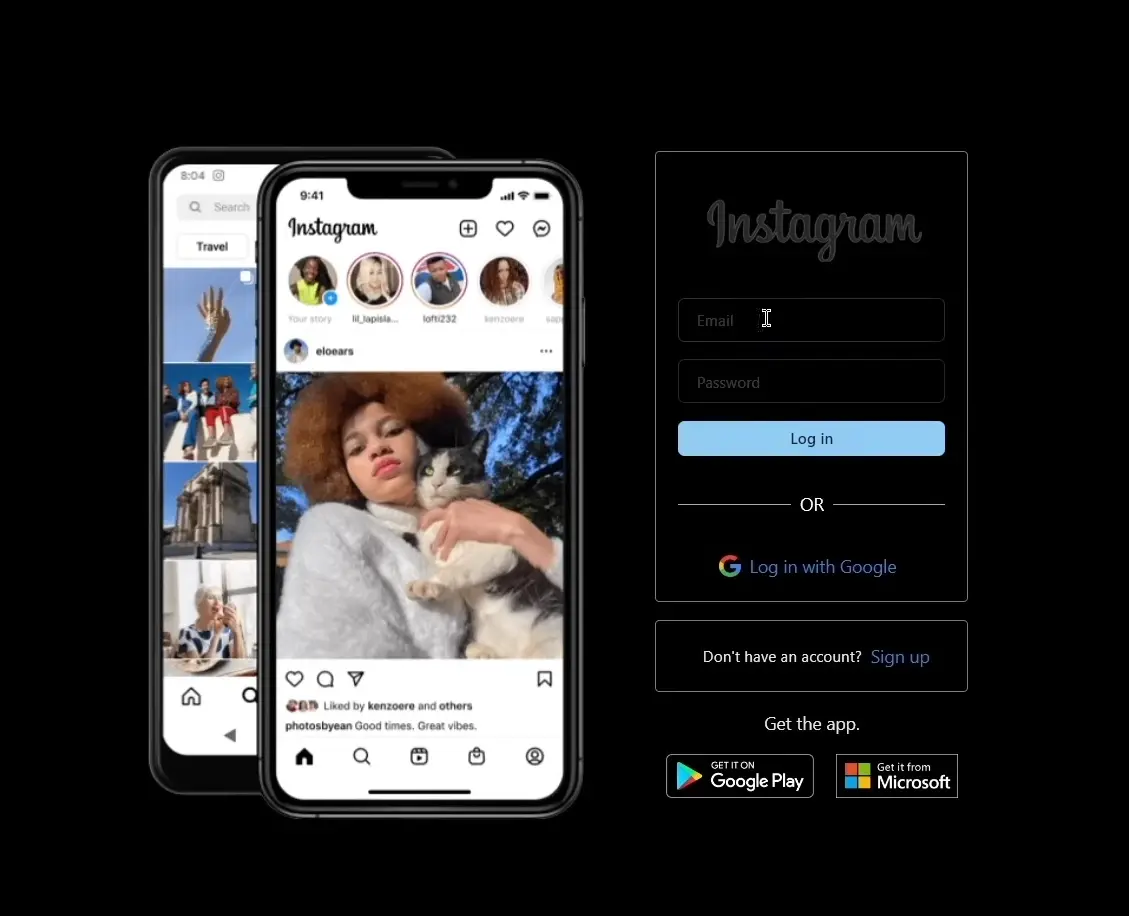 8:04
Search
Travel
9:41
Instagram
Your story
lil_lapisla...
lofti232
kenzoere
sap
eloears
Liked by kenzoere and others
photosbyean Good times. Great vibes.
Instagram
Email
Password
Log in
OR
Log in with Google
Don't have an account? Sign up
Get the app.
GET IT ON
Google Play
Get it from
Microsoft